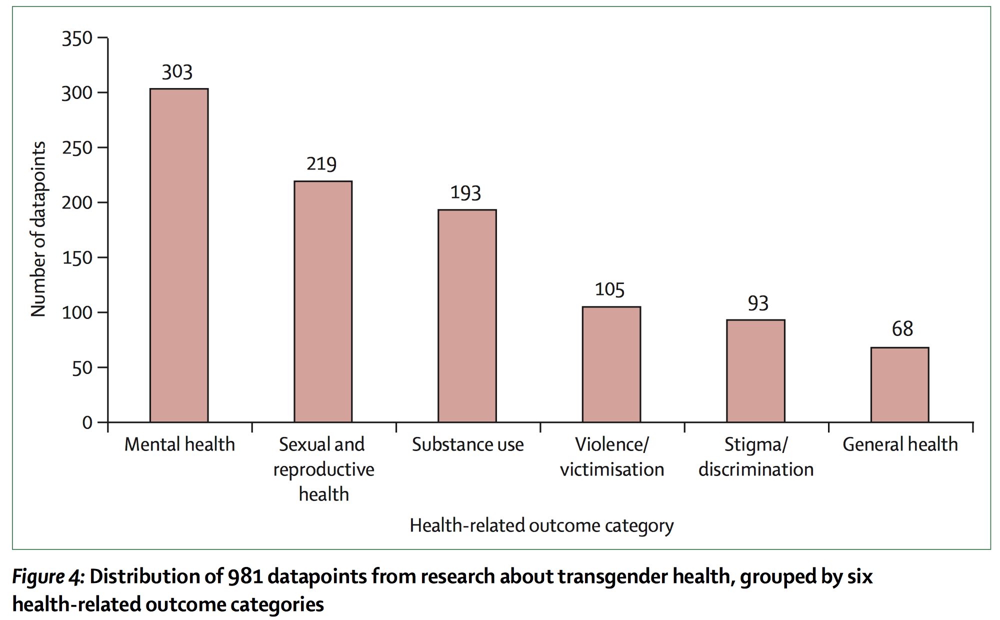 350
300
250
200
150
100
50
0
Number of datapoints
303
219
193
105
93
68
Mental health
Sexual and
reproductive
health
Substance use
Violence/
victimisation
Stigma/
discrimination
General health
Health-related outcome category
Figure 4: Distribution of 981 datapoints from research about transgender health, grouped by six
health-related outcome categories